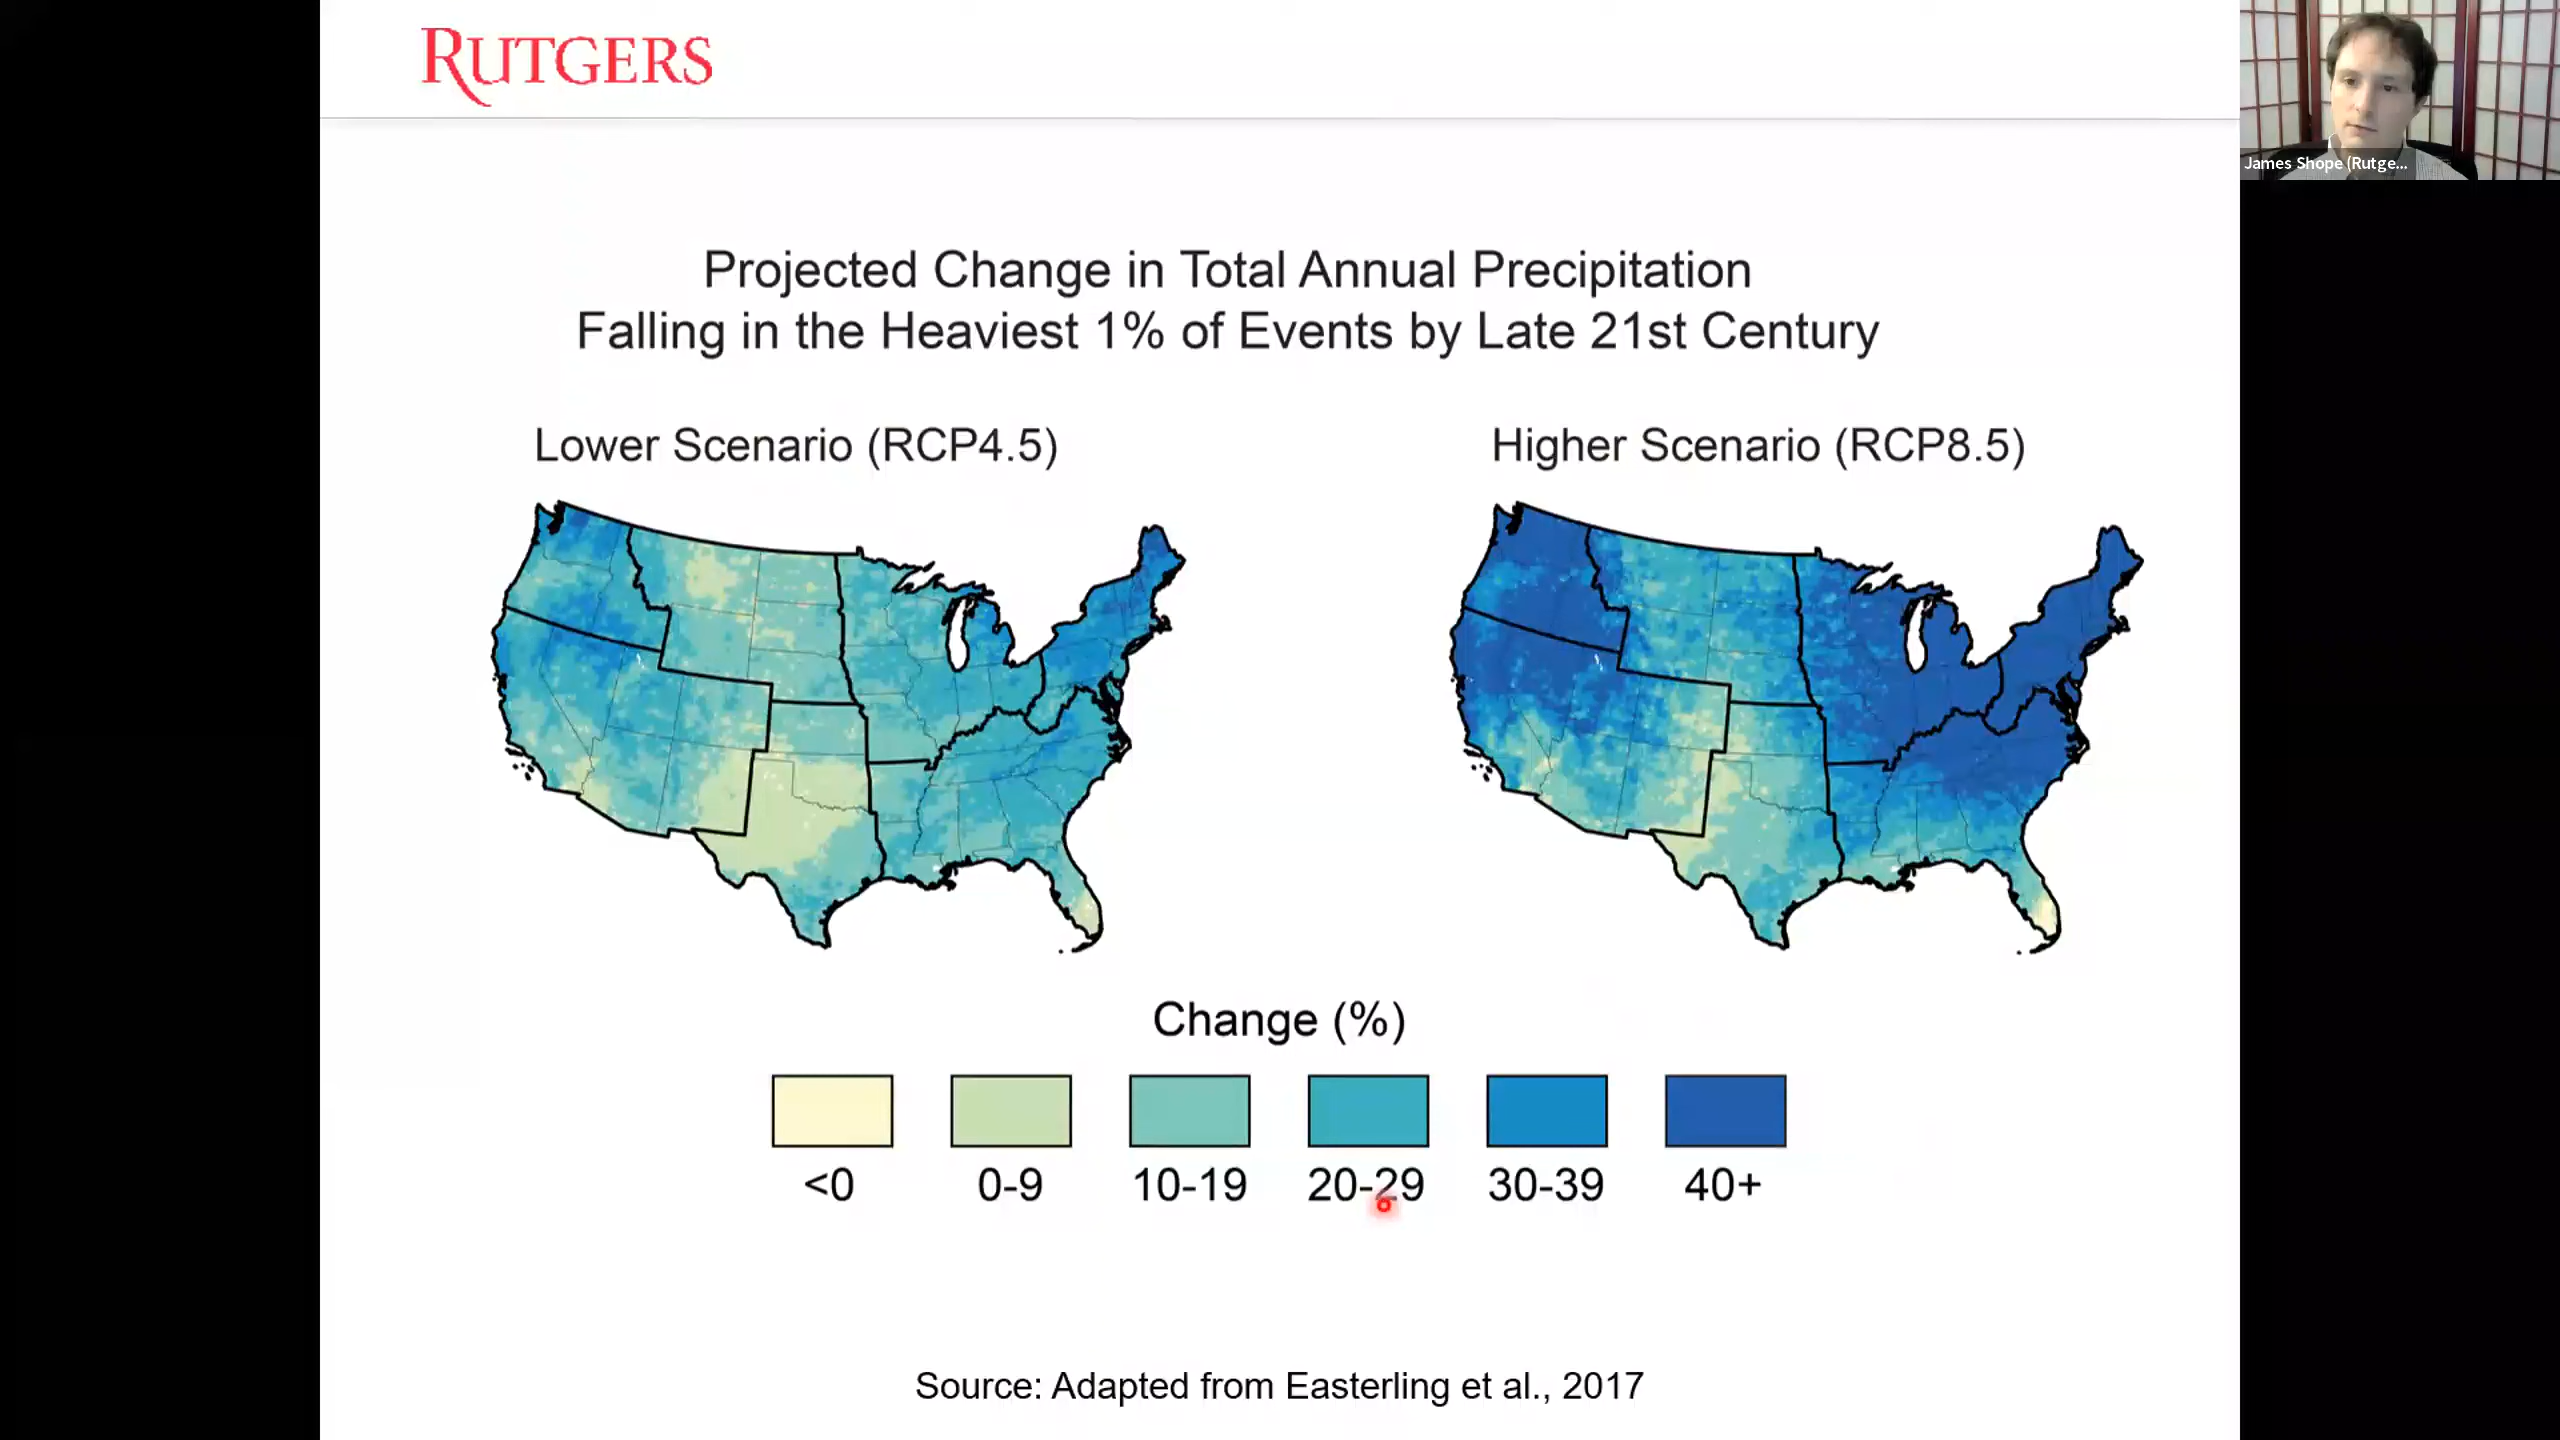 RUTGERS
James Shope (Rutge...
Projected Change in Total Annual Precipitation
Falling in the Heaviest 1% of Events by Late 21st Century
Lower Scenario (RCP4.5)
Higher Scenario (RCP8.5)
Change (%)
<0
0-9
10-19
20-29
30-39
40+
Source: Adapted from Easterling et al., 2017